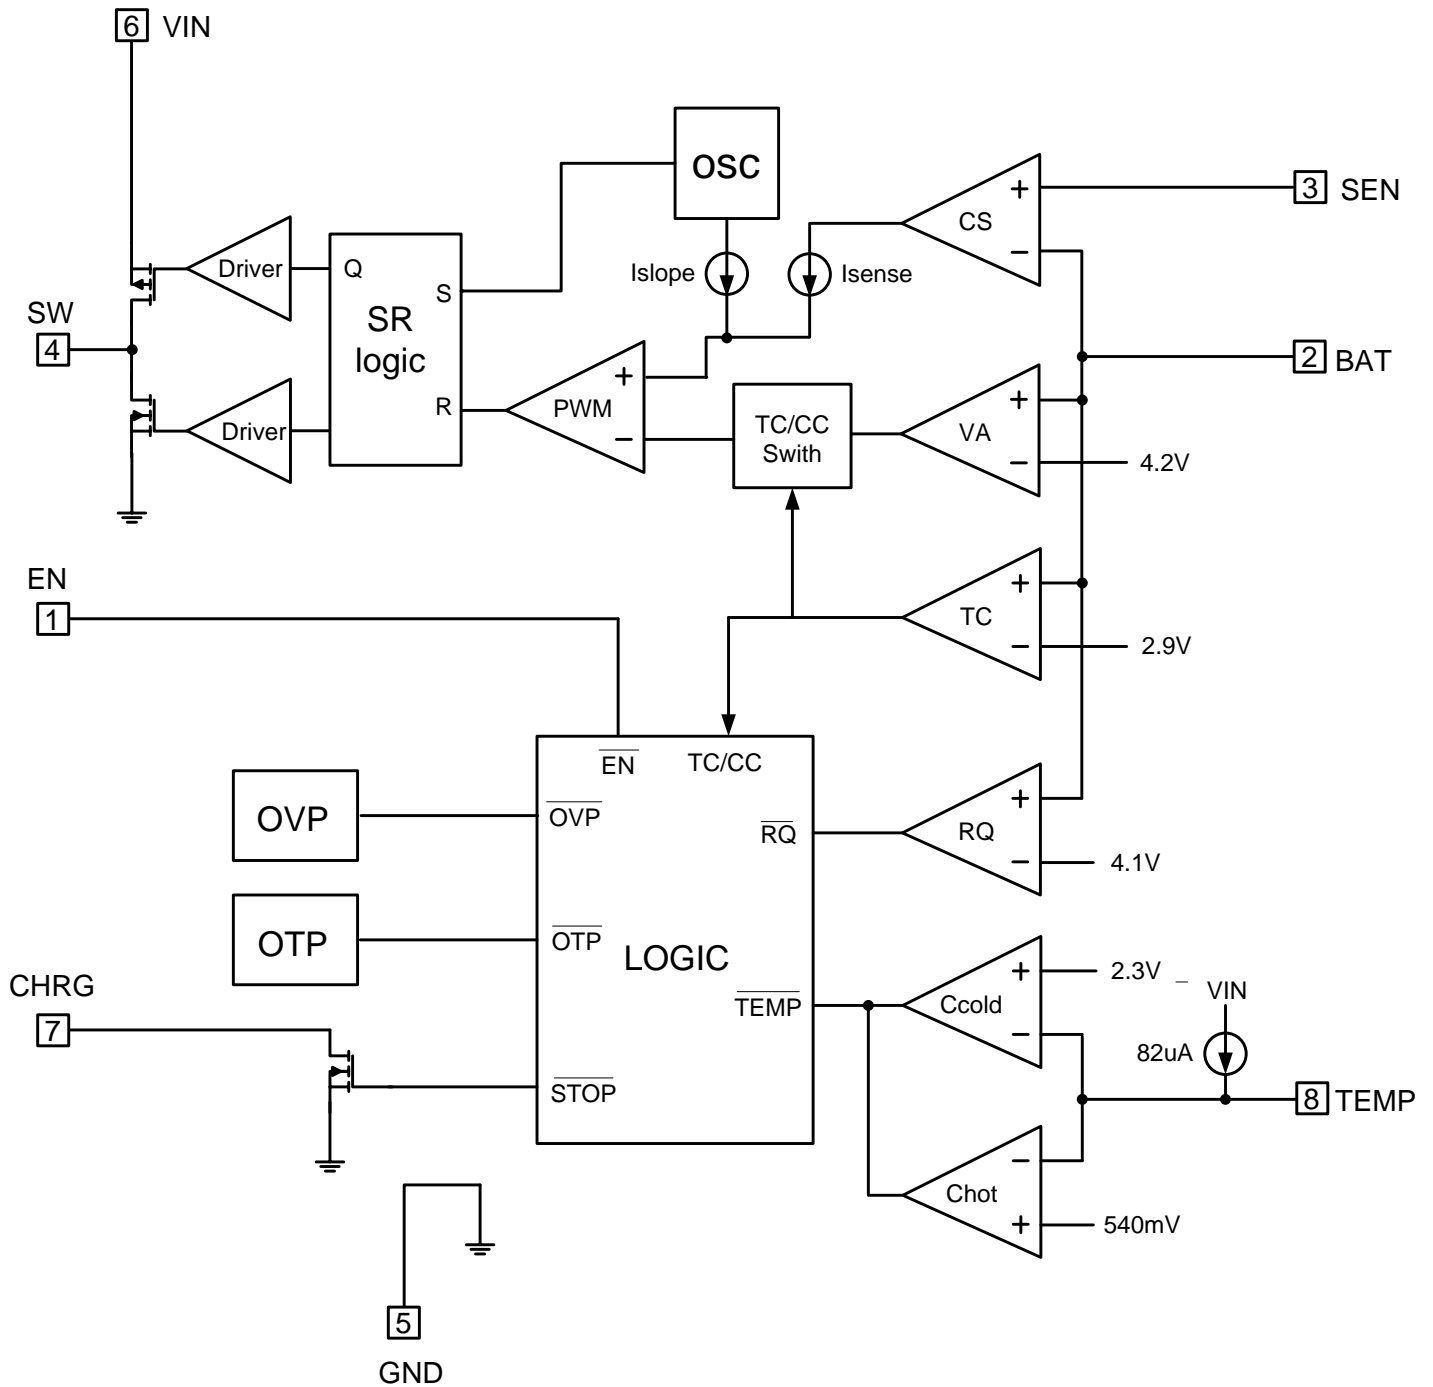 6 VIN
OSC
3 SEN
+
CS
−
Driver
Q
S
SR
logic
R
Islope
Isense
SW
4
2 BAT
+
PWM
−
TC/CC
Swith
+
VA
−
4.2V
Driver
EN
1
+
TC
−
2.9V
EN
TC/CC
OVP
OVP
RQ
+
RQ
−
4.1V
OTP
OTP
LOGIC
TEMP
+
Ccold
−
2.3V _
VIN
82uA
8 TEMP
CHRG
7
STOP
−
Chot
+
540mV
5
GND